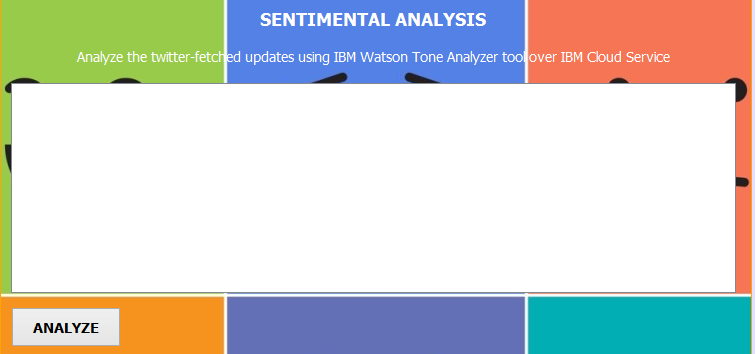 SENTIMENTAL ANALYSIS
Analyze the twitter-fetched updates using IBM Watson Tone Analyzer tool over IBM Cloud Service
ANALYZE